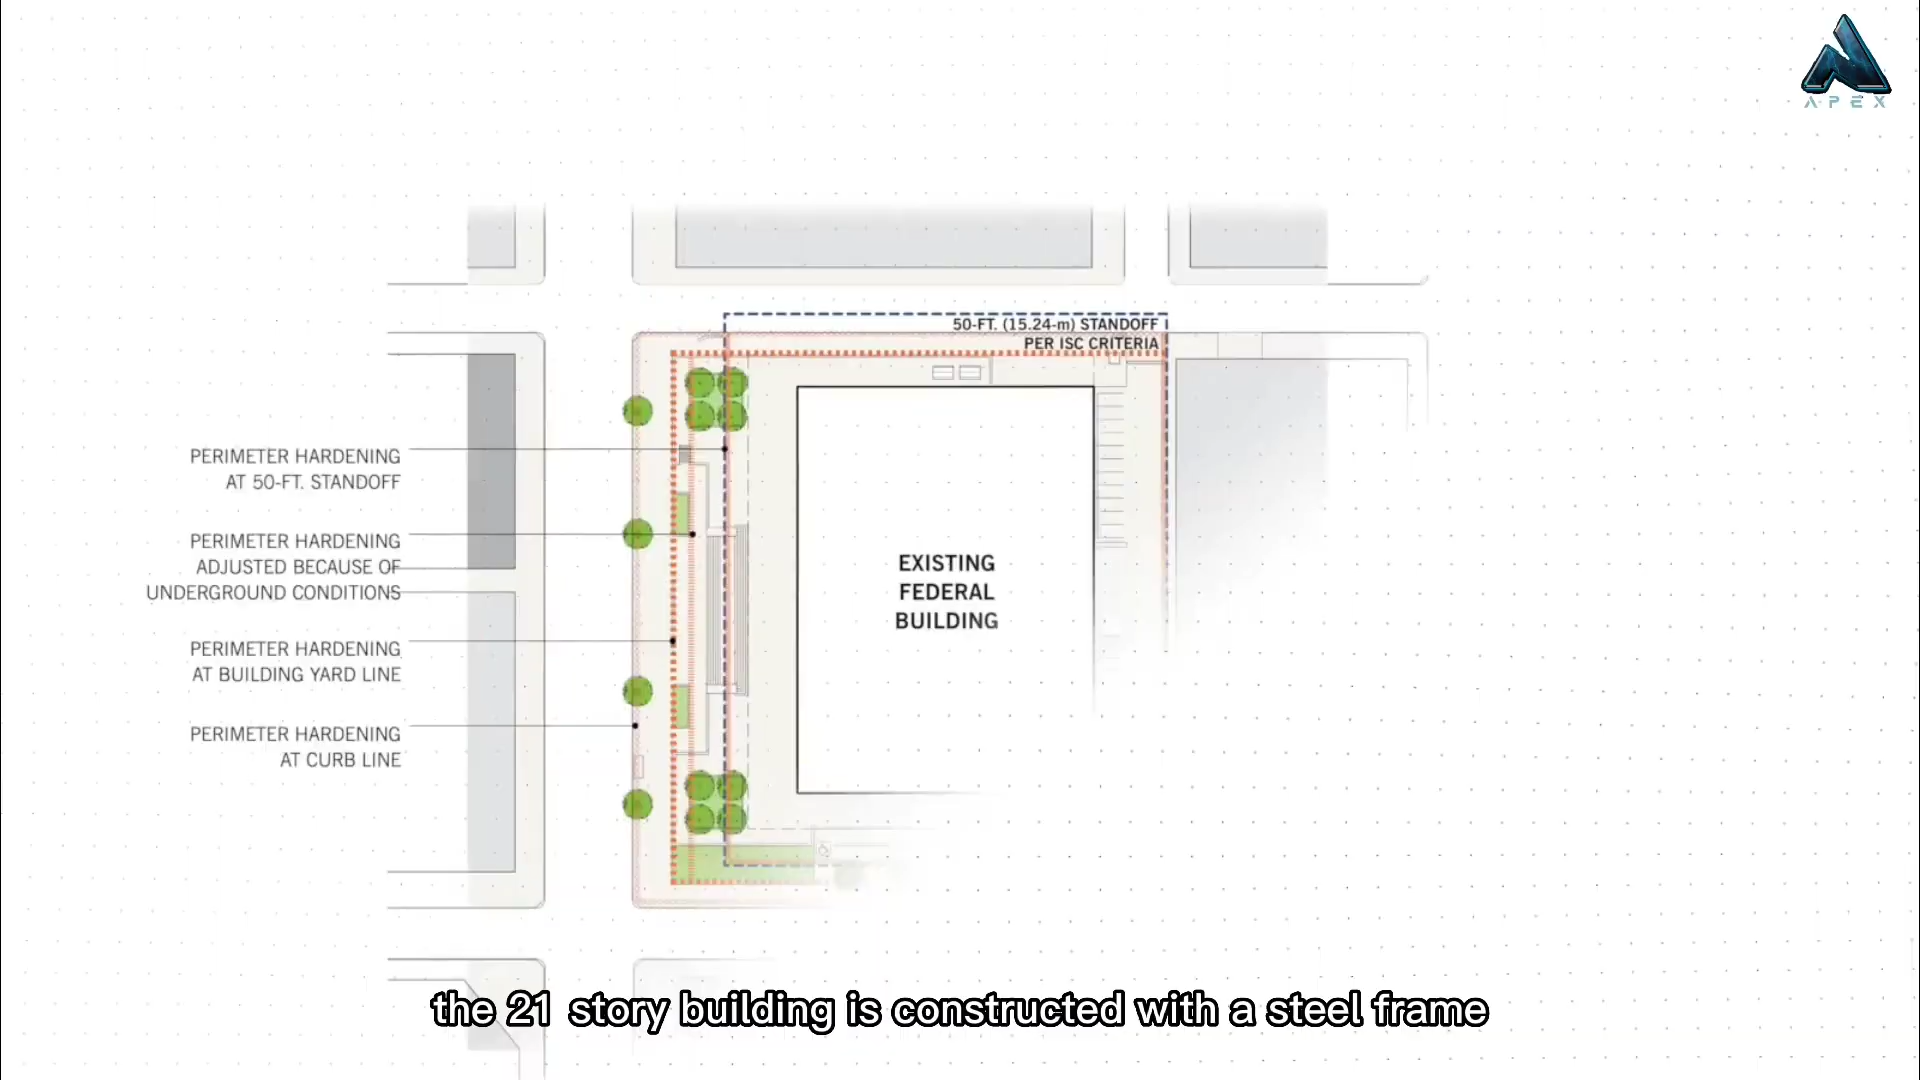 APEX
50-FT. (15.24-m) STANDOFF
PER ISC CRITERIA
PERIMETER HARDENING
AT 50-FT. STANDOFF
PERIMETER HARDENING
ADJUSTED BECAUSE OF
UNDERGROUND CONDITIONS
PERIMETER HARDENING
AT BUILDING YARD LINE
PERIMETER HARDENING
AT CURB LINE
EXISTING
FEDERAL
BUILDING
the 21 story building is constructed with a steel frame